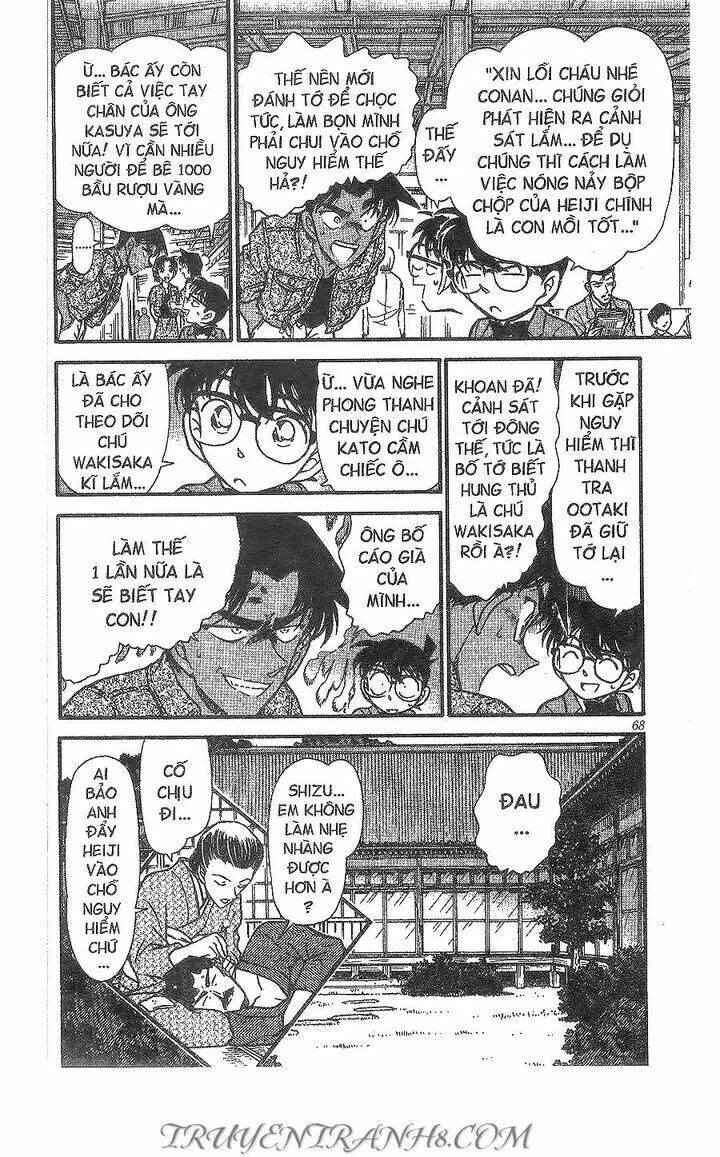 "XIN LỖI CHÁU NHÉ
CONAN... CHÚNG GIỎI
PHÁT HIỆN RA CẢNH
SÁT LẮM... ĐỂ DỤ
CHÚNG THÌ CÁCH LÀM
VIỆC NÓNG NẢY BỘP
CHỘP CỦA HEIJI CHÍNH
LÀ CON MỒI TỐT..."
THẾ
ĐẤY
...
THẾ NÊN MỚI
ĐÁNH TỚ ĐỂ CHỌC
TỨC, LÀM BỌN MÌNH
PHẢI CHUI VÀO CHỖ
NGUY HIỂM THẾ
HẢ?!
Ừ... BÁC ẤY CÒN
BIẾT CẢ VIỆC TAY
CHÂN CỦA ÔNG
KASUYA SẼ TỚI
NỮA! VÌ CẦN NHIỀU
NGƯỜI ĐỂ BÊ 1000
BẦU RƯỢU VÀNG
MÀ...
........
TRƯỚC
KHI GẶP
NGUY
HIỂM THÌ
THANH
TRA
OOTAKI
ĐÃ GIỮ
TỚ LẠI
...
KHOAN ĐÃ!
CẢNH SÁT
TỚI ĐÔNG
THẾ, TỨC LÀ
BỐ TỚ BIẾT
HUNG THỦ
LÀ CHÚ
WAKISAKA
RỒI À?!
Ừ... VỪA NGHE
PHONG THANH
CHUYỆN CHÚ
KATO CẦM
CHIẾC Ô...
LÀ BÁC ẤY
ĐÃ CHO
THEO DÕI
CHÚ
WAKISAKA
KĨ LẮM...
ÔNG BỐ
CÁO GIÀ
CỦA
MÌNH...
LÀM THẾ
1 LẦN NỮA LÀ
SẼ BIẾT TAY
CON!!
68
ĐAU
...
SHIZU...
EM KHÔNG
LÀM NHẸ
NHÀNG
ĐƯỢC
HƠN À
?
CỐ
CHỊU
ĐI...
AI
BẢO
ANH
ĐẨY
HEIJI
VÀO
CHỖ
NGUY
HIỂM
CHỨ
...
TRUYENTRANH8.COM